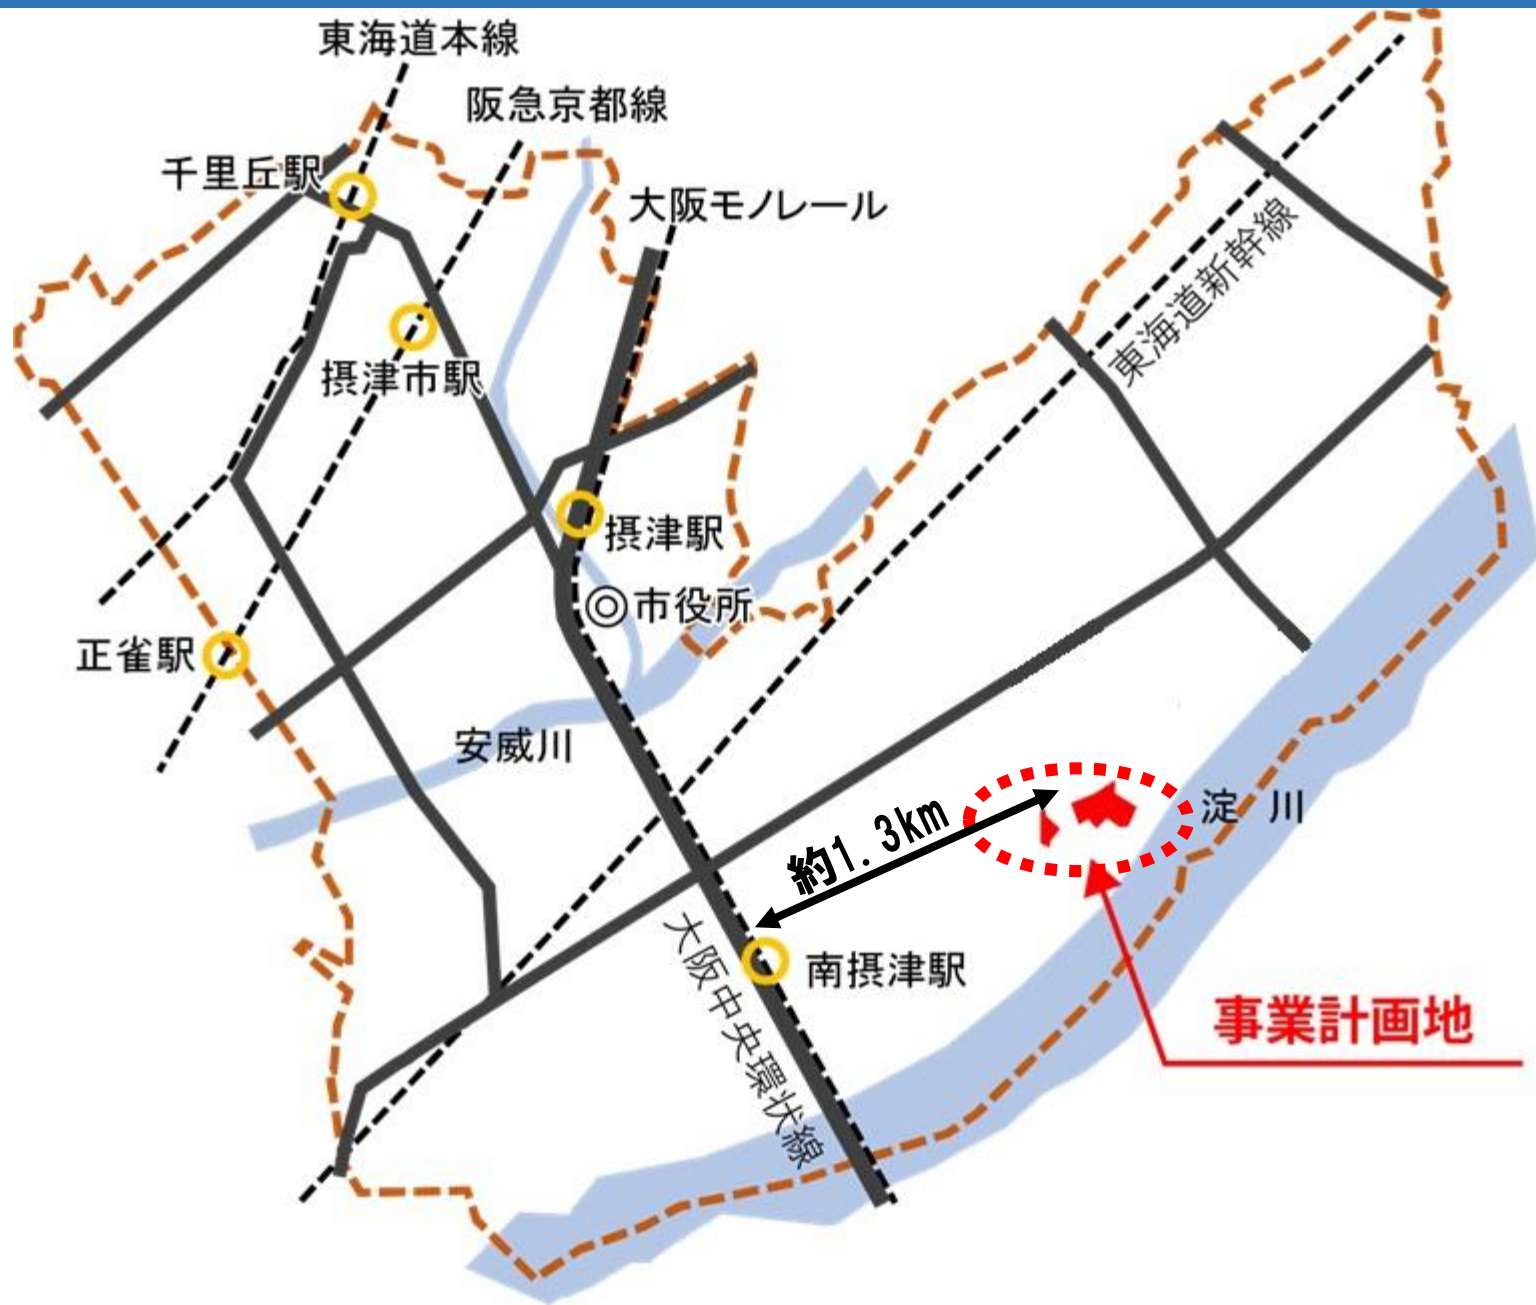 東海道本線
阪急京都線
千里丘駅
大阪モノレール
東海道新幹線
摂津市駅
摂津駅
◎市役所
正雀駅
安威川
淀 川
約1.3km
南摂津駅
大阪中央環状線
事業計画地